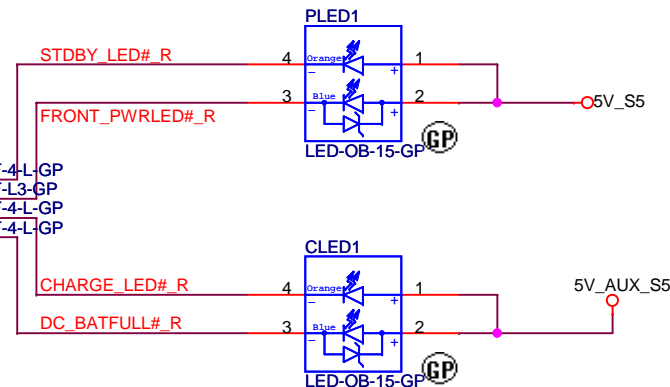 PLED1
STDBY_LED#_R
4
Orange
1
-
+
3
Blue
2
-
+
5V_S5
FRONT_PWRLED#_R
LED-OB-15-GP
GP
-4-L-GP
-L3-GP
-4-L-GP
-4-L-GP
CLED1
CHARGE_LED#_R
4
Orange
1
-
+
5V_AUX_S5
DC_BATFULL#_R
3
Blue
2
-
+
LED-OB-15-GP
GP